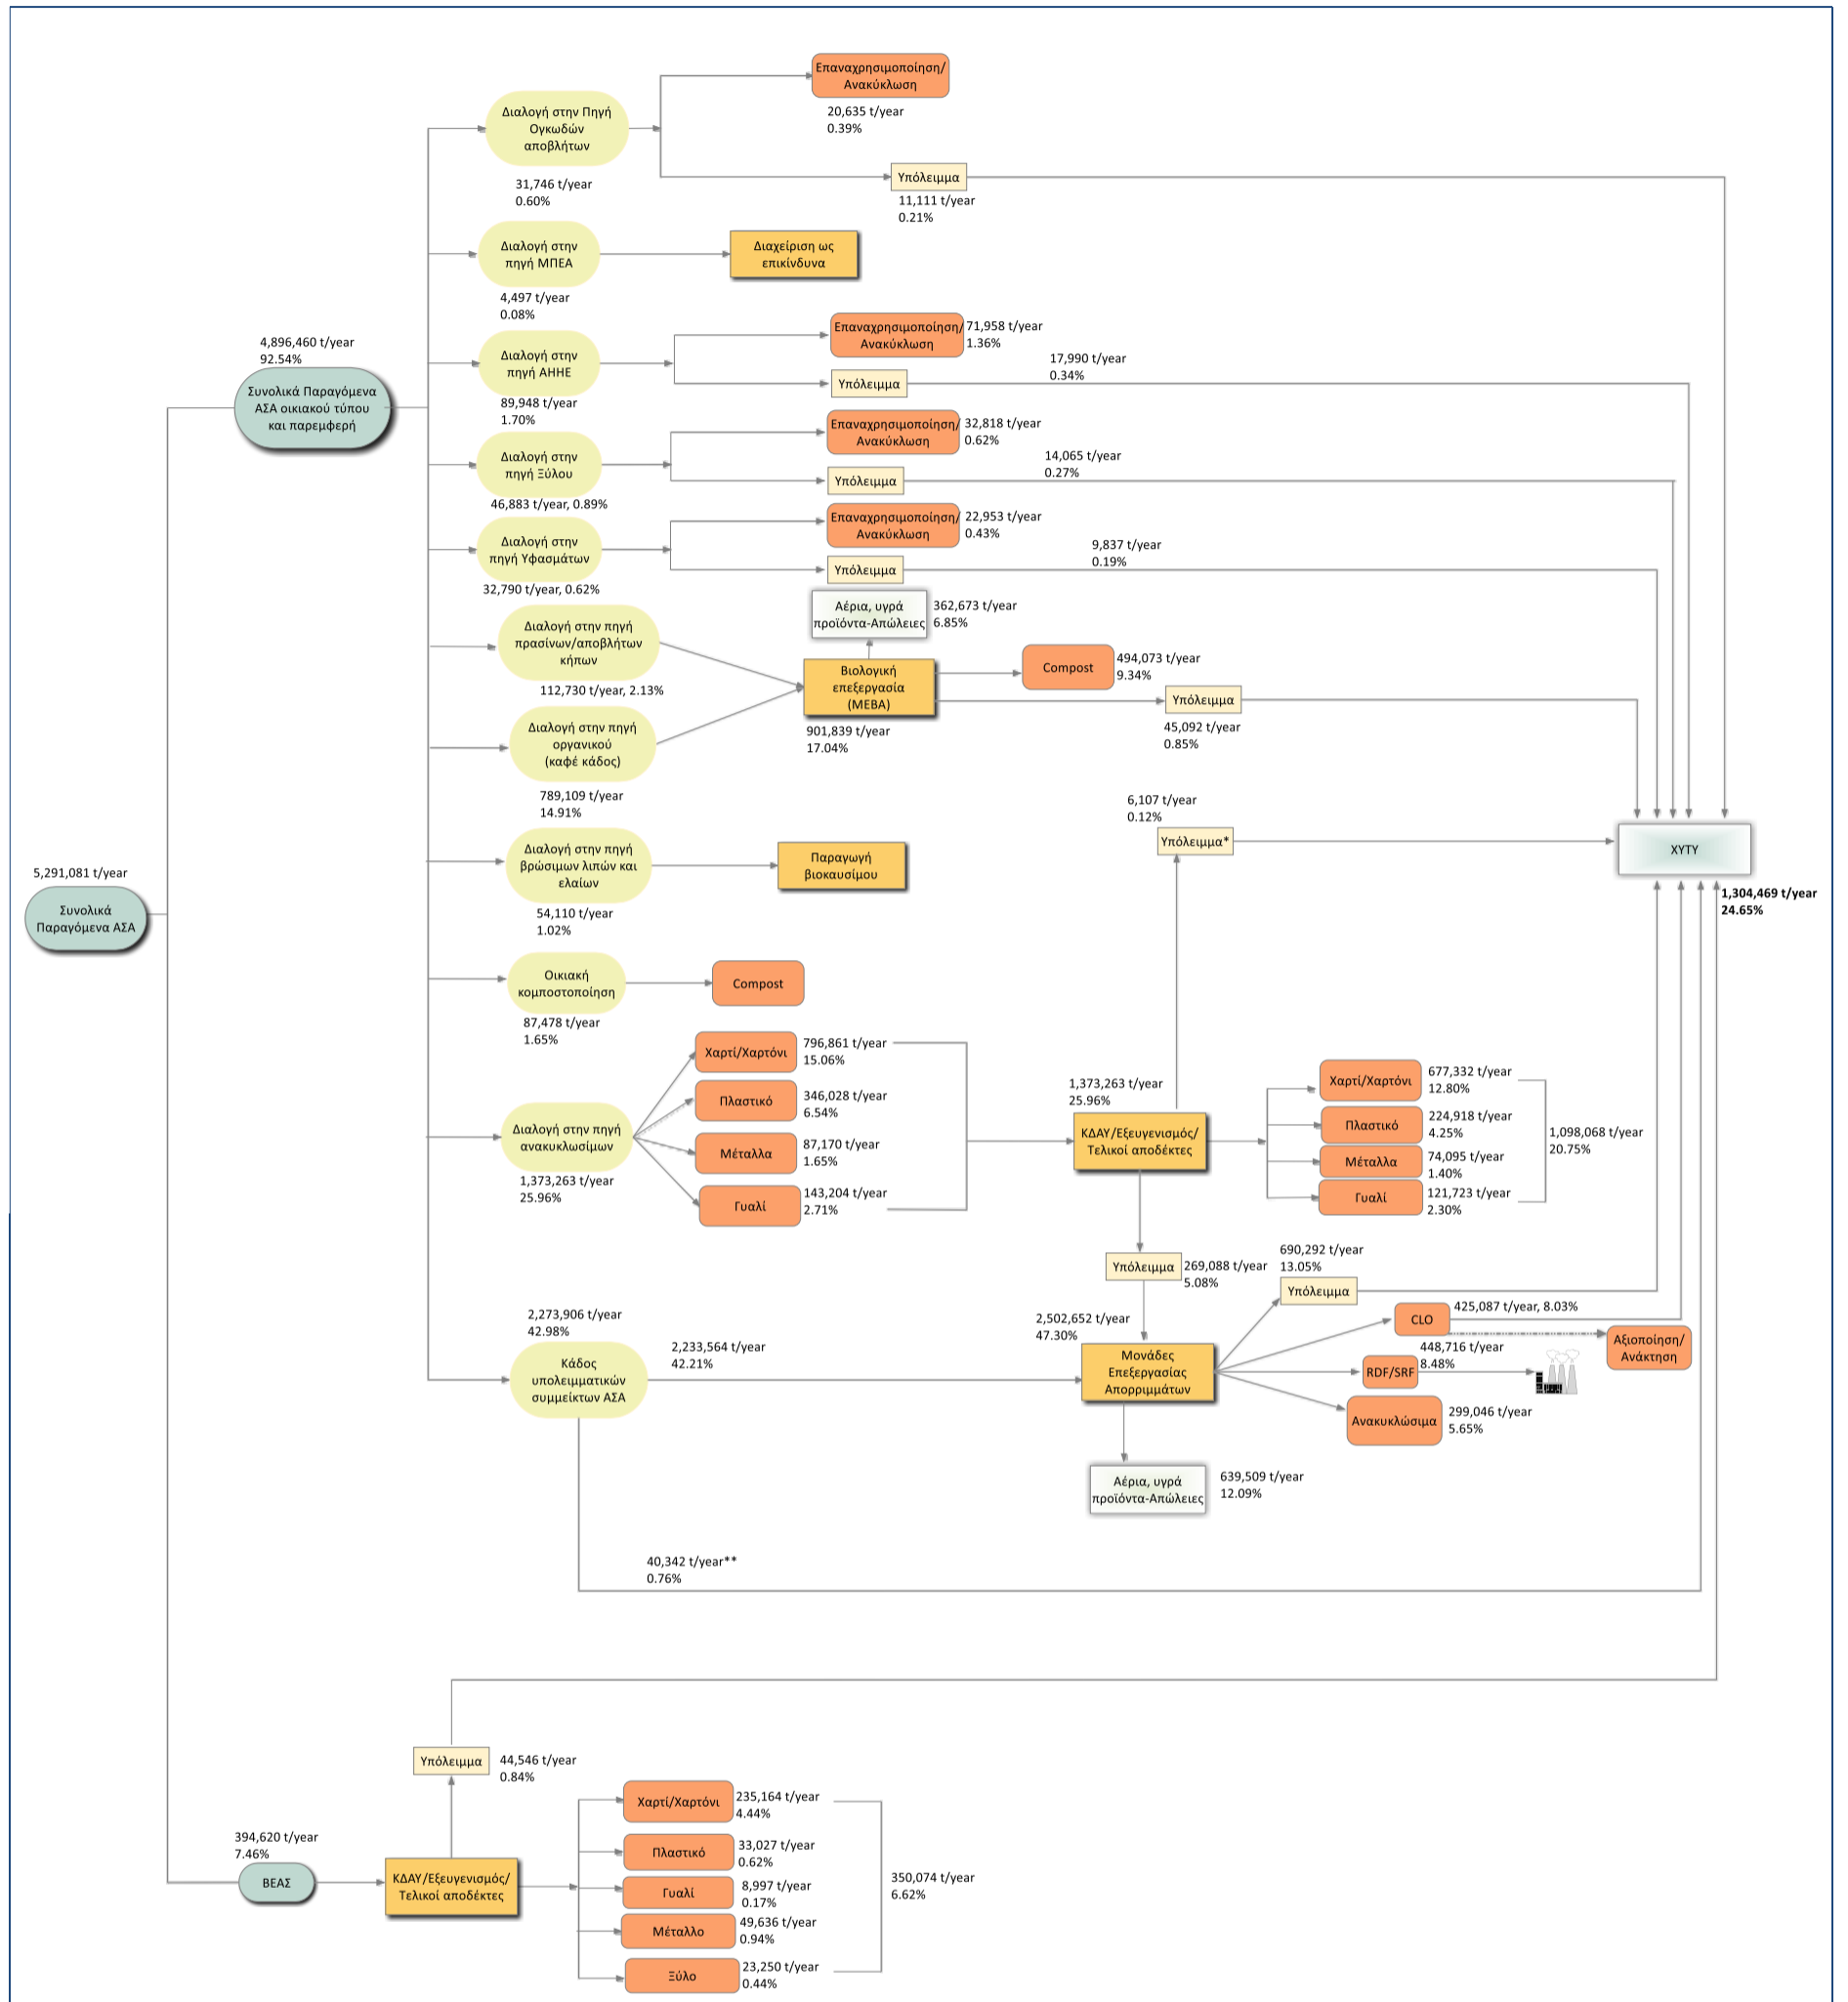 Επαναχρησιμοποίηση/
Ανακύκλωση
20,635 t/year
0.39%
Διαλογή στην Πηγή
Ογκωδών
αποβλήτων
31,746 t/year
0.60%
Υπόλειμμα
11,111 t/year
0.21%
Διαλογή στην
πηγή ΜΠΕΑ
4,497 t/year
0.08%
Διαχείριση ως
επικίνδυνα
4,896,460 t/year
92.54%
Συνολικά Παραγόμενα
ΑΣΑ οικιακού τύπου
και παρεμφερή
Διαλογή στην
πηγή ΑΗΗΕ
89,948 t/year
1.70%
Επαναχρησιμοποίηση/
Ανακύκλωση
71,958 t/year
1.36%
Υπόλειμμα
17,990 t/year
0.34%
Διαλογή στην
πηγή Ξύλου
46,883 t/year, 0.89%
Επαναχρησιμοποίηση/
Ανακύκλωση
32,818 t/year
0.62%
Υπόλειμμα
14,065 t/year
0.27%
Διαλογή στην
πηγή Υφασμάτων
32,790 t/year, 0.62%
Επαναχρησιμοποίηση/
Ανακύκλωση
22,953 t/year
0.43%
Υπόλειμμα
9,837 t/year
0.19%
Διαλογή στην πηγή
πρασίνων/αποβλήτων
κήπων
112,730 t/year, 2.13%
Αέρια, υγρά
προϊόντα-Απώλειες
362,673 t/year
6.85%
Βιολογική
επεξεργασία
(ΜΕΒΑ)
901,839 t/year
17.04%
Compost
494,073 t/year
9.34%
Υπόλειμμα
45,092 t/year
0.85%
Διαλογή στην πηγή
οργανικού
(καφέ κάδος)
789,109 t/year
14.91%
6,107 t/year
0.12%
Υπόλειμμα*
ΧΥΤΥ
1,304,469 t/year
24.65%
Διαλογή στην πηγή
βρώσιμων λιπών και
ελαίων
54,110 t/year
1.02%
Παραγωγή
βιοκαυσίμου
5,291,081 t/year
Συνολικά
Παραγόμενα ΑΣΑ
Οικιακή
κομποστοποίηση
87,478 t/year
1.65%
Compost
Διαλογή στην πηγή
ανακυκλωσίμων
1,373,263 t/year
25.96%
Χαρτί/Χαρτόνι
796,861 t/year
15.06%
Πλαστικό
346,028 t/year
6.54%
Μέταλλα
87,170 t/year
1.65%
Γυαλί
143,204 t/year
2.71%
1,373,263 t/year
25.96%
ΚΔΑΥ/Εξευγενισμός/
Τελικοί αποδέκτες
Χαρτί/Χαρτόνι
677,332 t/year
12.80%
Πλαστικό
224,918 t/year
4.25%
Μέταλλα
74,095 t/year
1.40%
Γυαλί
121,723 t/year
2.30%
1,098,068 t/year
20.75%
Υπόλειμμα
269,088 t/year
5.08%
690,292 t/year
13.05%
Υπόλειμμα
2,273,906 t/year
42.98%
Κάδος
υπολειμματικών
συμμείκτων ΑΣΑ
2,233,564 t/year
42.21%
2,502,652 t/year
47.30%
Μονάδες
Επεξεργασίας
Απορριμμάτων
CLO
425,087 t/year, 8.03%
Αξιοποίηση/
Ανάκτηση
448,716 t/year
8.48%
RDF/SRF
Ανακυκλώσιμα
299,046 t/year
5.65%
Αέρια, υγρά
προϊόντα-Απώλειες
639,509 t/year
12.09%
40,342 t/year**
0.76%
Υπόλειμμα
44,546 t/year
0.84%
394,620 t/year
7.46%
ΒΕΑΣ
ΚΔΑΥ/Εξευγενισμός/
Τελικοί αποδέκτες
Χαρτί/Χαρτόνι
235,164 t/year
4.44%
Πλαστικό
33,027 t/year
0.62%
Γυαλί
8,997 t/year
0.17%
Μέταλλο
49,636 t/year
0.94%
Ξύλο
23,250 t/year
0.44%
350,074 t/year
6.62%